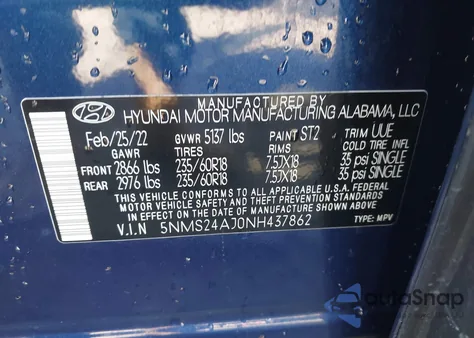 MANUFACTURED BY
HYUNDAI MOTOR MANUFACTURING ALABAMA, LLC
Feb/25/22 GVWR 5137 lbs PAINT ST2 TRIM UUE
GAWR TIRES RIMS COLD TIRE INFL
FRONT 2866 lbs 235/60R18 7.5JX18 35 psi SINGLE
REAR 2976 lbs 235/60R18 7.5JX18 35 psi SINGLE
THIS VEHICLE CONFORMS TO ALL APPLICABLE U.S.A. FEDERAL
MOTOR VEHICLE SAFETY AND THEFT PREVENTION STANDARDS
IN EFFECT ON THE DATE OF MANUFACTURE SHOWN ABOVE.
V.I.N 5NMS24AJ0NH437862 TYPE: MPV
autoSnap